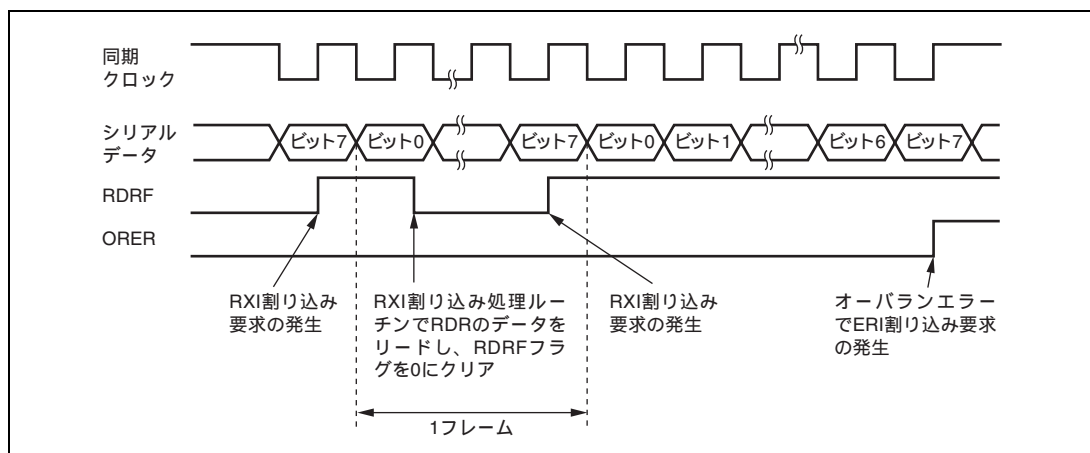 同期
クロック
シリアル
データ
ビット7
ビット0
ビット7
ビット0
ビット1
ビット6
ビット7
RDRF
ORER
RXI割り込み
要求の発生
RXI割り込み処理ルー
チンでRDRのデータを
リードし、RDRFフラ
グを0にクリア
RXI割り込み
要求の発生
オーバランエラー
でERI割り込み要求
の発生
1フレーム